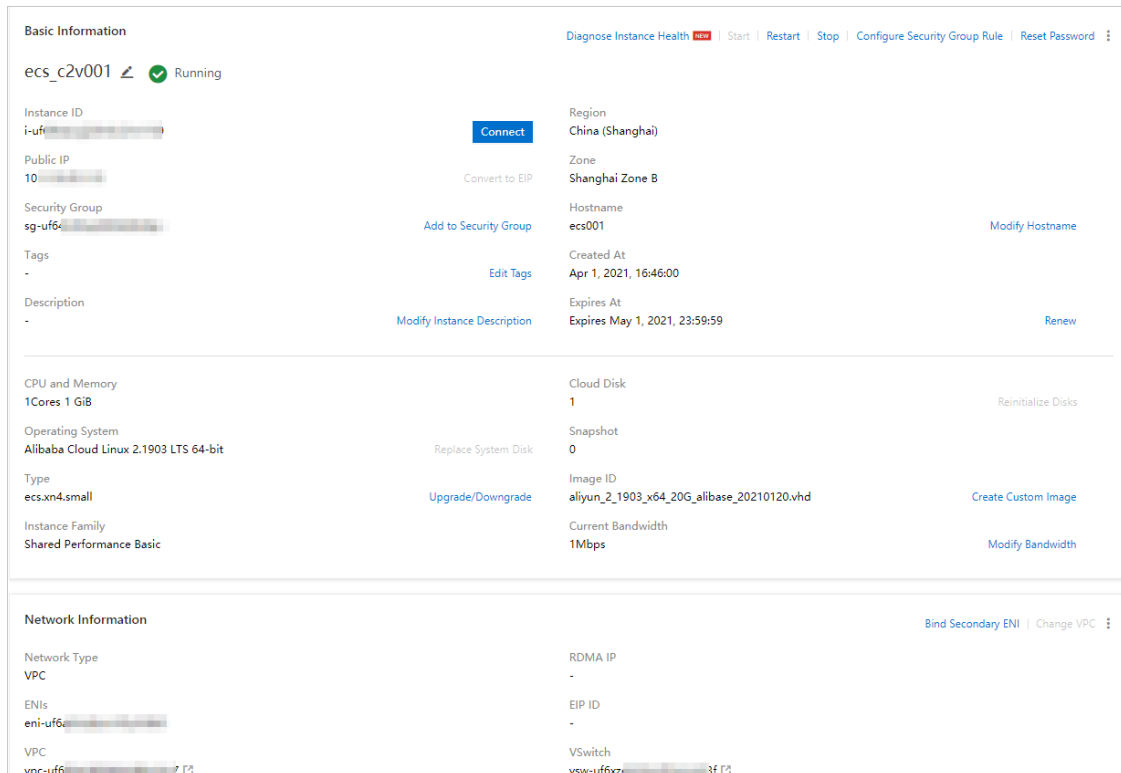 Basic Information
Diagnose Instance Health NEW | Start | Restart | Stop | Configure Security Group Rule | Reset Password
ecs_c2v001 Running
Instance ID
i-uf
Connect
Region
China (Shanghai)
Public IP
10
Convert to EIP
Zone
Shanghai Zone B
Security Group
sg-uf64
Add to Security Group
Hostname
ecs001
Modify Hostname
Tags
-
Edit Tags
Created At
Apr 1, 2021, 16:46:00
Description
-
Modify Instance Description
Expires At
Expires May 1, 2021, 23:59:59
Renew
CPU and Memory
1Cores 1 GiB
Cloud Disk
1
Reinitialize Disks
Operating System
Alibaba Cloud Linux 2.1903 LTS 64-bit
Replace System Disk
Snapshot
0
Type
ecs.xn4.small
Upgrade/Downgrade
Image ID
aliyun_2_1903_x64_20G_alibase_20210120.vhd
Create Custom Image
Instance Family
Shared Performance Basic
Current Bandwidth
1Mbps
Modify Bandwidth
Network Information
Bind Secondary ENI | Change VPC
Network Type
VPC
RDMA IP
-
ENIs
eni-uf6
EIP ID
-
VPC
vpc-uf6
VSwitch
vsw-uf6xz